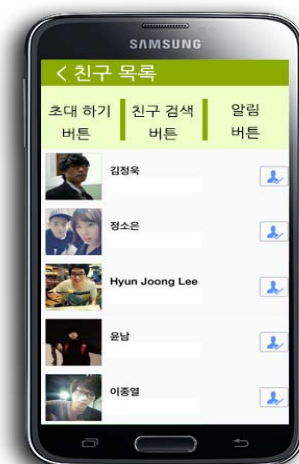 SAMSUNG
< 친구 목록
초대 하기 친구 검색 알림
버튼 버튼 버튼
김정욱
정소은
Hyun Joong Lee
윤남
이종열